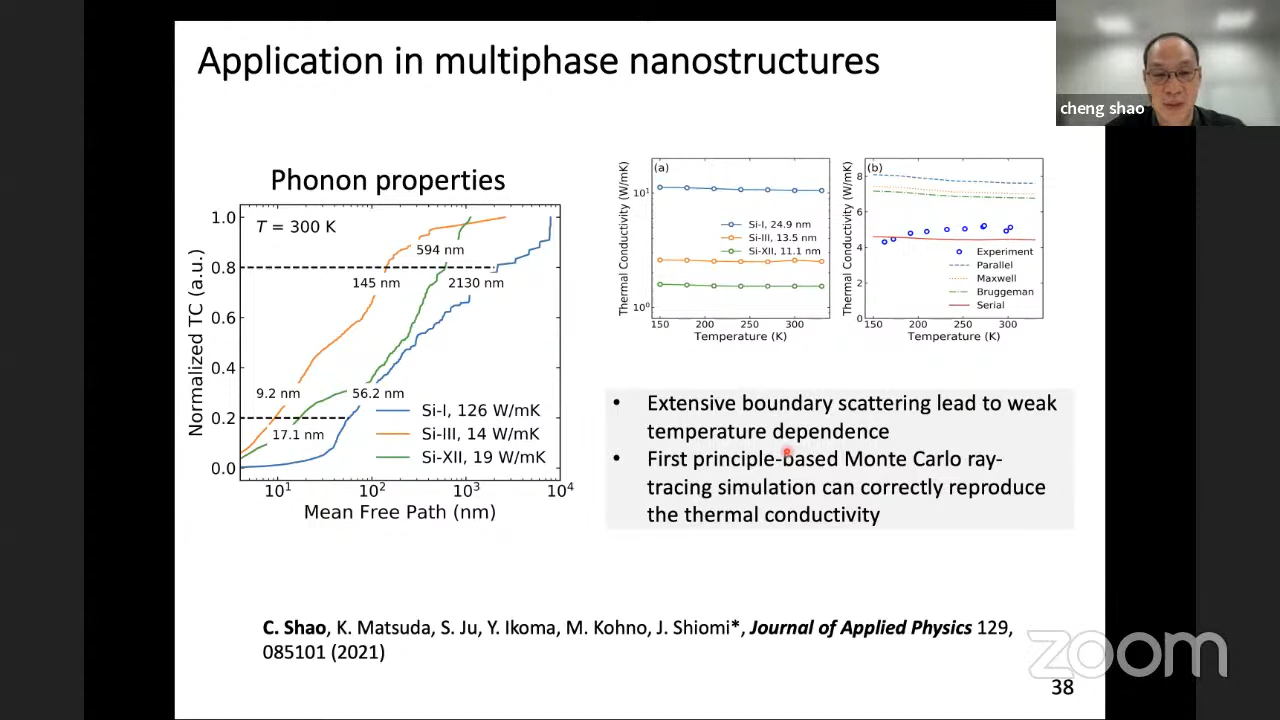 Application in multiphase nanostructures
cheng shao
Phonon properties
T = 300 K
Normalized TC (a.u.)
1.0
0.8
0.6
0.4
0.2
0.0
594 nm
145 nm
2130 nm
9.2 nm
56.2 nm
17.1 nm
Si-I, 126 W/mK
Si-III, 14 W/mK
Si-XII, 19 W/mK
10¹ 10² 10³ 10⁴
Mean Free Path (nm)
(a)
Thermal Conductivity (W/mK)
10¹
10⁰
Si-I, 24.9 nm
Si-III, 13.5 nm
Si-XII, 11.1 nm
150 200 250 300
Temperature (K)
(b)
Thermal Conductivity (W/mK)
8
6
4
2
0
Experiment
Parallel
Maxwell
Bruggeman
Serial
150 200 250 300
Temperature (K)
• Extensive boundary scattering lead to weak
temperature dependence
• First principle-based Monte Carlo ray-
tracing simulation can correctly reproduce
the thermal conductivity
C. Shao, K. Matsuda, S. Ju, Y. Ikoma, M. Kohno, J. Shiomi*, Journal of Applied Physics 129,
085101 (2021)
zoom
38